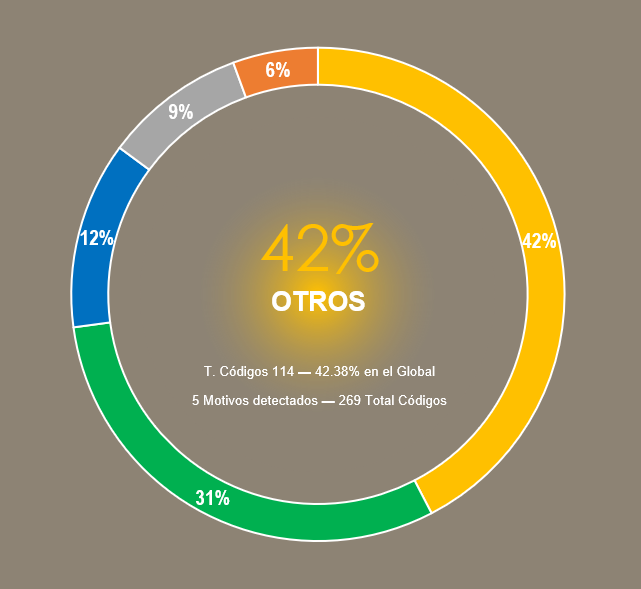 6%
9%
42%
12%
42%
OTROS
T. Códigos 114 — 42.38% en el Global
5 Motivos detectados — 269 Total Códigos
31%